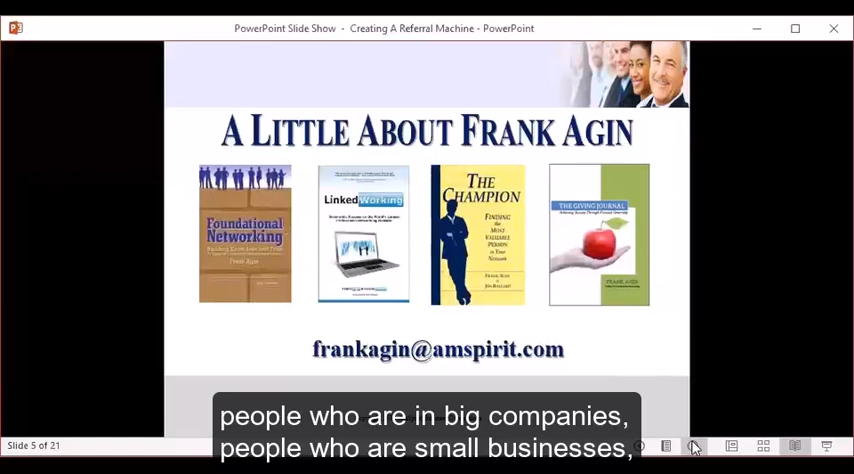 PowerPoint Slide Show - Creating A Referral Machine - PowerPoint
A LITTLE ABOUT FRANK AGIN
Foundational
Networking
Frank Agin
LinkedWorking
THE
CHAMPION
FINDING
the
MOST
VALUABLE
PERSON
in Your
Network
FRANK AGIN
THE GIVING JOURNAL
FRANK AGIN
frankagin@amspirit.com
people who are in big companies,
people who are small businesses,
Slide 5 of 21